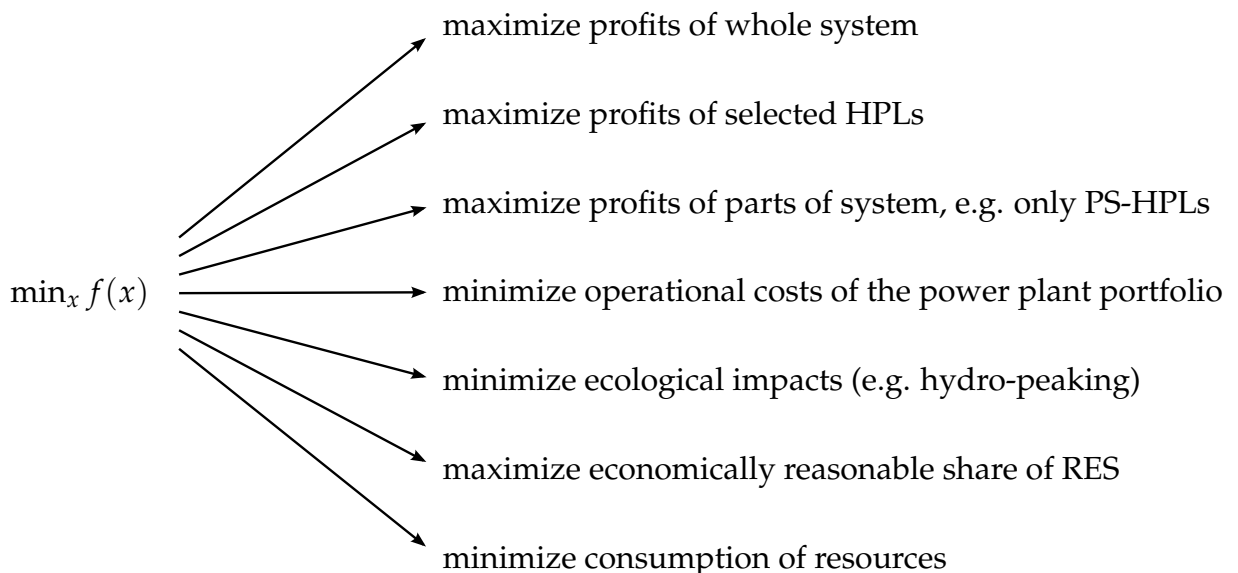 maximize profits of whole system
maximize profits of selected HPLs
maximize profits of parts of system, e.g. only PS-HPLs
min_x f(x)
minimize operational costs of the power plant portfolio
minimize ecological impacts (e.g. hydro-peaking)
maximize economically reasonable share of RES
minimize consumption of resources